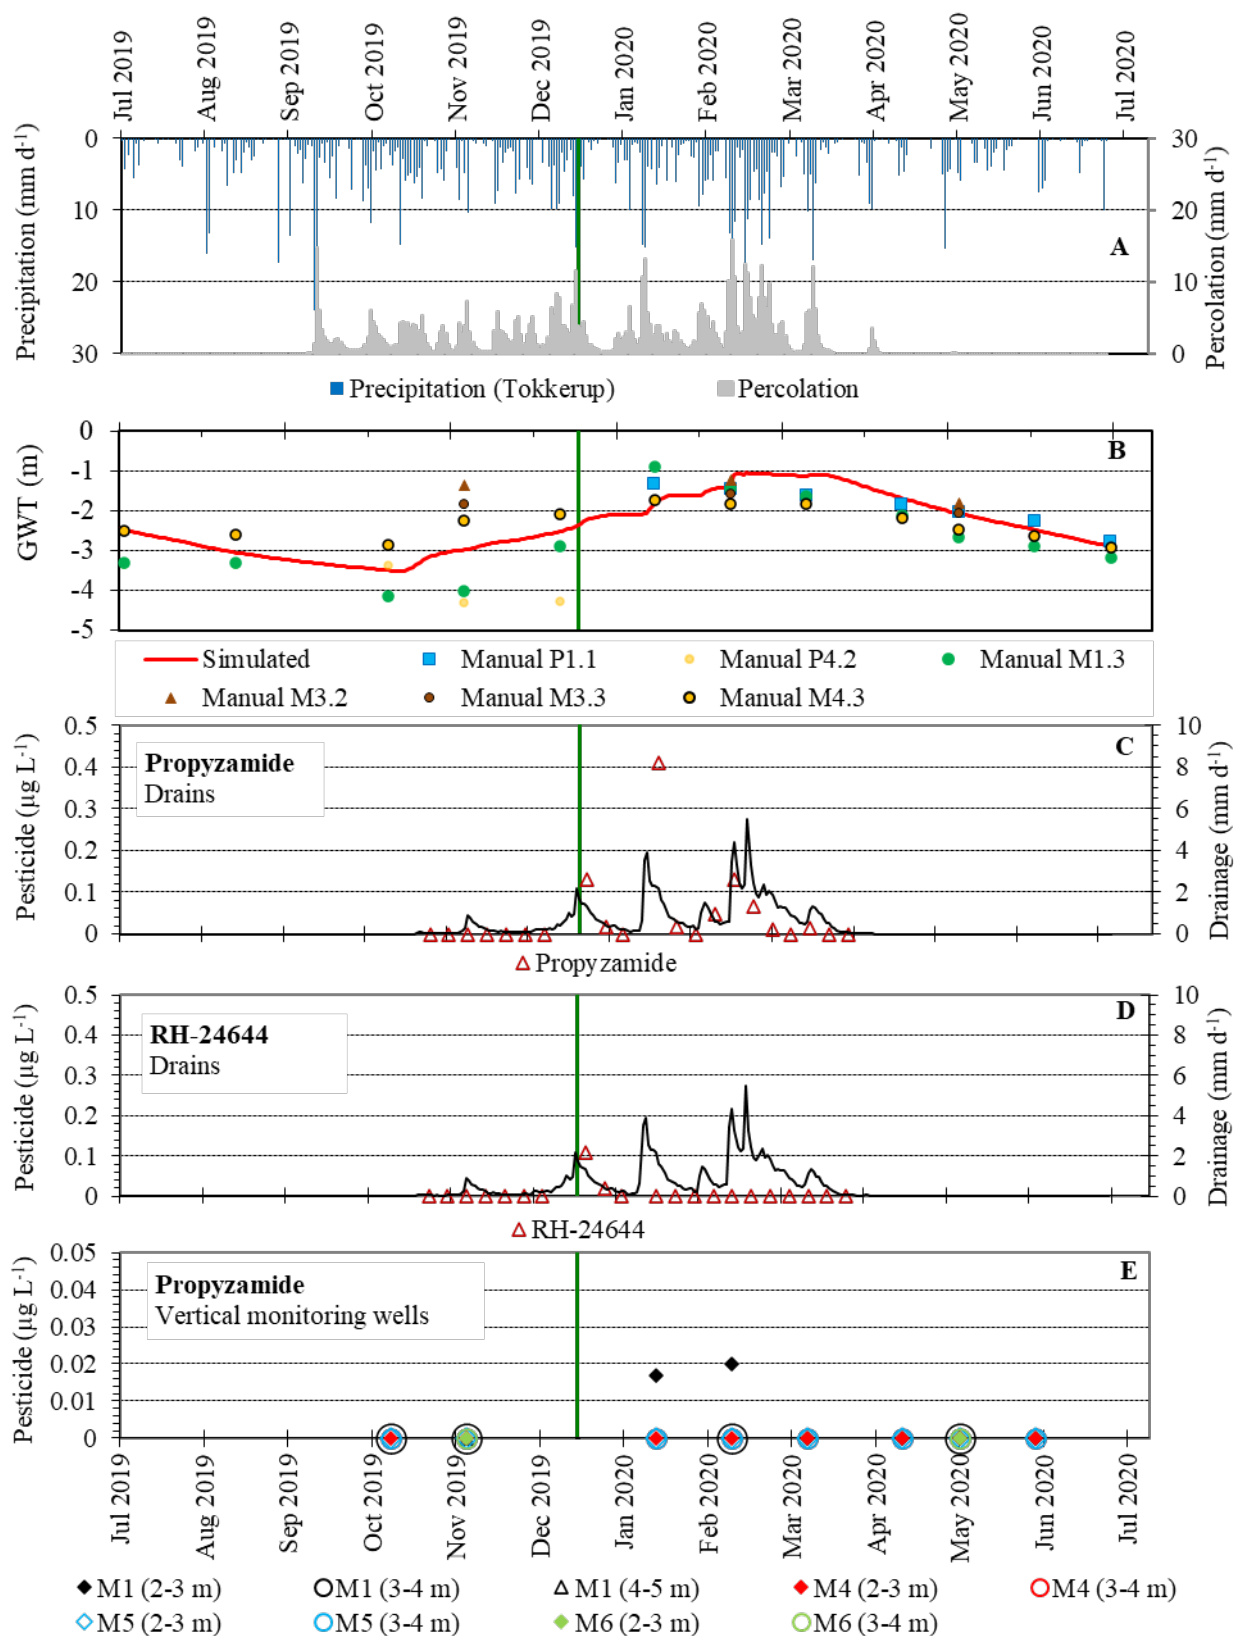 Jul 2019 Aug 2019 Sep 2019 Oct 2019 Nov 2019 Dec 2019 Jan 2020 Feb 2020 Mar 2020 Apr 2020 May 2020 Jun 2020 Jul 2020
Precipitation (mm d⁻¹)
0
10
20
30
A
30
20
10
0
Percolation (mm d⁻¹)
Precipitation (Tokkerup) Percolation
GWT (m)
0
-1
-2
-3
-4
-5
B
Simulated Manual P1.1 Manual P4.2 Manual M1.3
Manual M3.2 Manual M3.3 Manual M4.3
Pesticide (µg L⁻¹)
0.5
0.4
0.3
0.2
0.1
0
Propyzamide
Drains
C
10
8
6
4
2
0
Drainage (mm d⁻¹)
Propyzamide
Pesticide (µg L⁻¹)
0.5
0.4
0.3
0.2
0.1
0
RH-24644
Drains
D
10
8
6
4
2
0
Drainage (mm d⁻¹)
RH-24644
Pesticide (µg L⁻¹)
0.05
0.04
0.03
0.02
0.01
0
Propyzamide
Vertical monitoring wells
E
Jul 2019 Aug 2019 Sep 2019 Oct 2019 Nov 2019 Dec 2019 Jan 2020 Feb 2020 Mar 2020 Apr 2020 May 2020 Jun 2020 Jul 2020
M1 (2-3 m) M1 (3-4 m) M1 (4-5 m) M4 (2-3 m) M4 (3-4 m)
M5 (2-3 m) M5 (3-4 m) M6 (2-3 m) M6 (3-4 m)